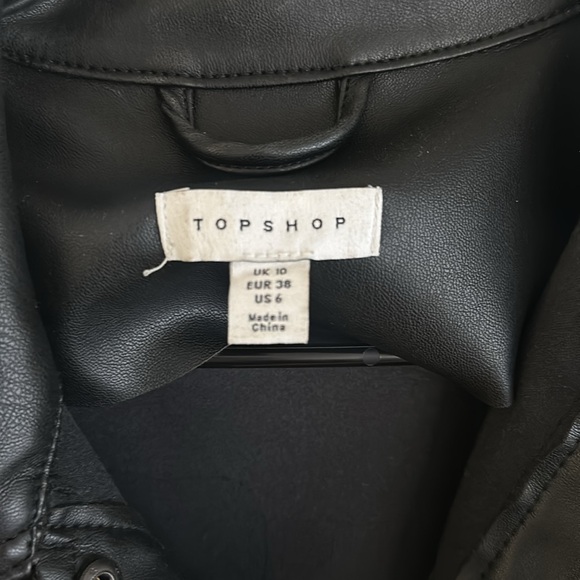 TOPSHOP
UK 10
EUR 38
US 6
Made in
China